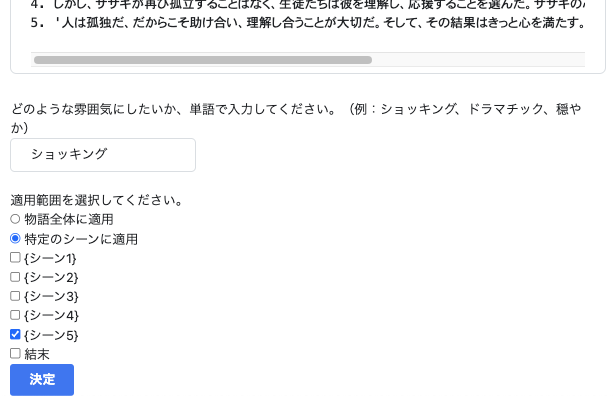 4. しかし、ササキが再び孤立することはなく、生徒たちは彼を理解し、応援することを選んだ。ササキの
5. '人は孤独だ、だからこそ助け合い、理解し合うことが大切だ。そして、その結果はきっと心を満たす。
どのような雰囲気にしたいか、単語で入力してください。（例：ショッキング、ドラマチック、穏や
か）
ショッキング
適用範囲を選択してください。
物語全体に適用
特定のシーンに適用
{シーン1}
{シーン2}
{シーン3}
{シーン4}
{シーン5}
結末
決定